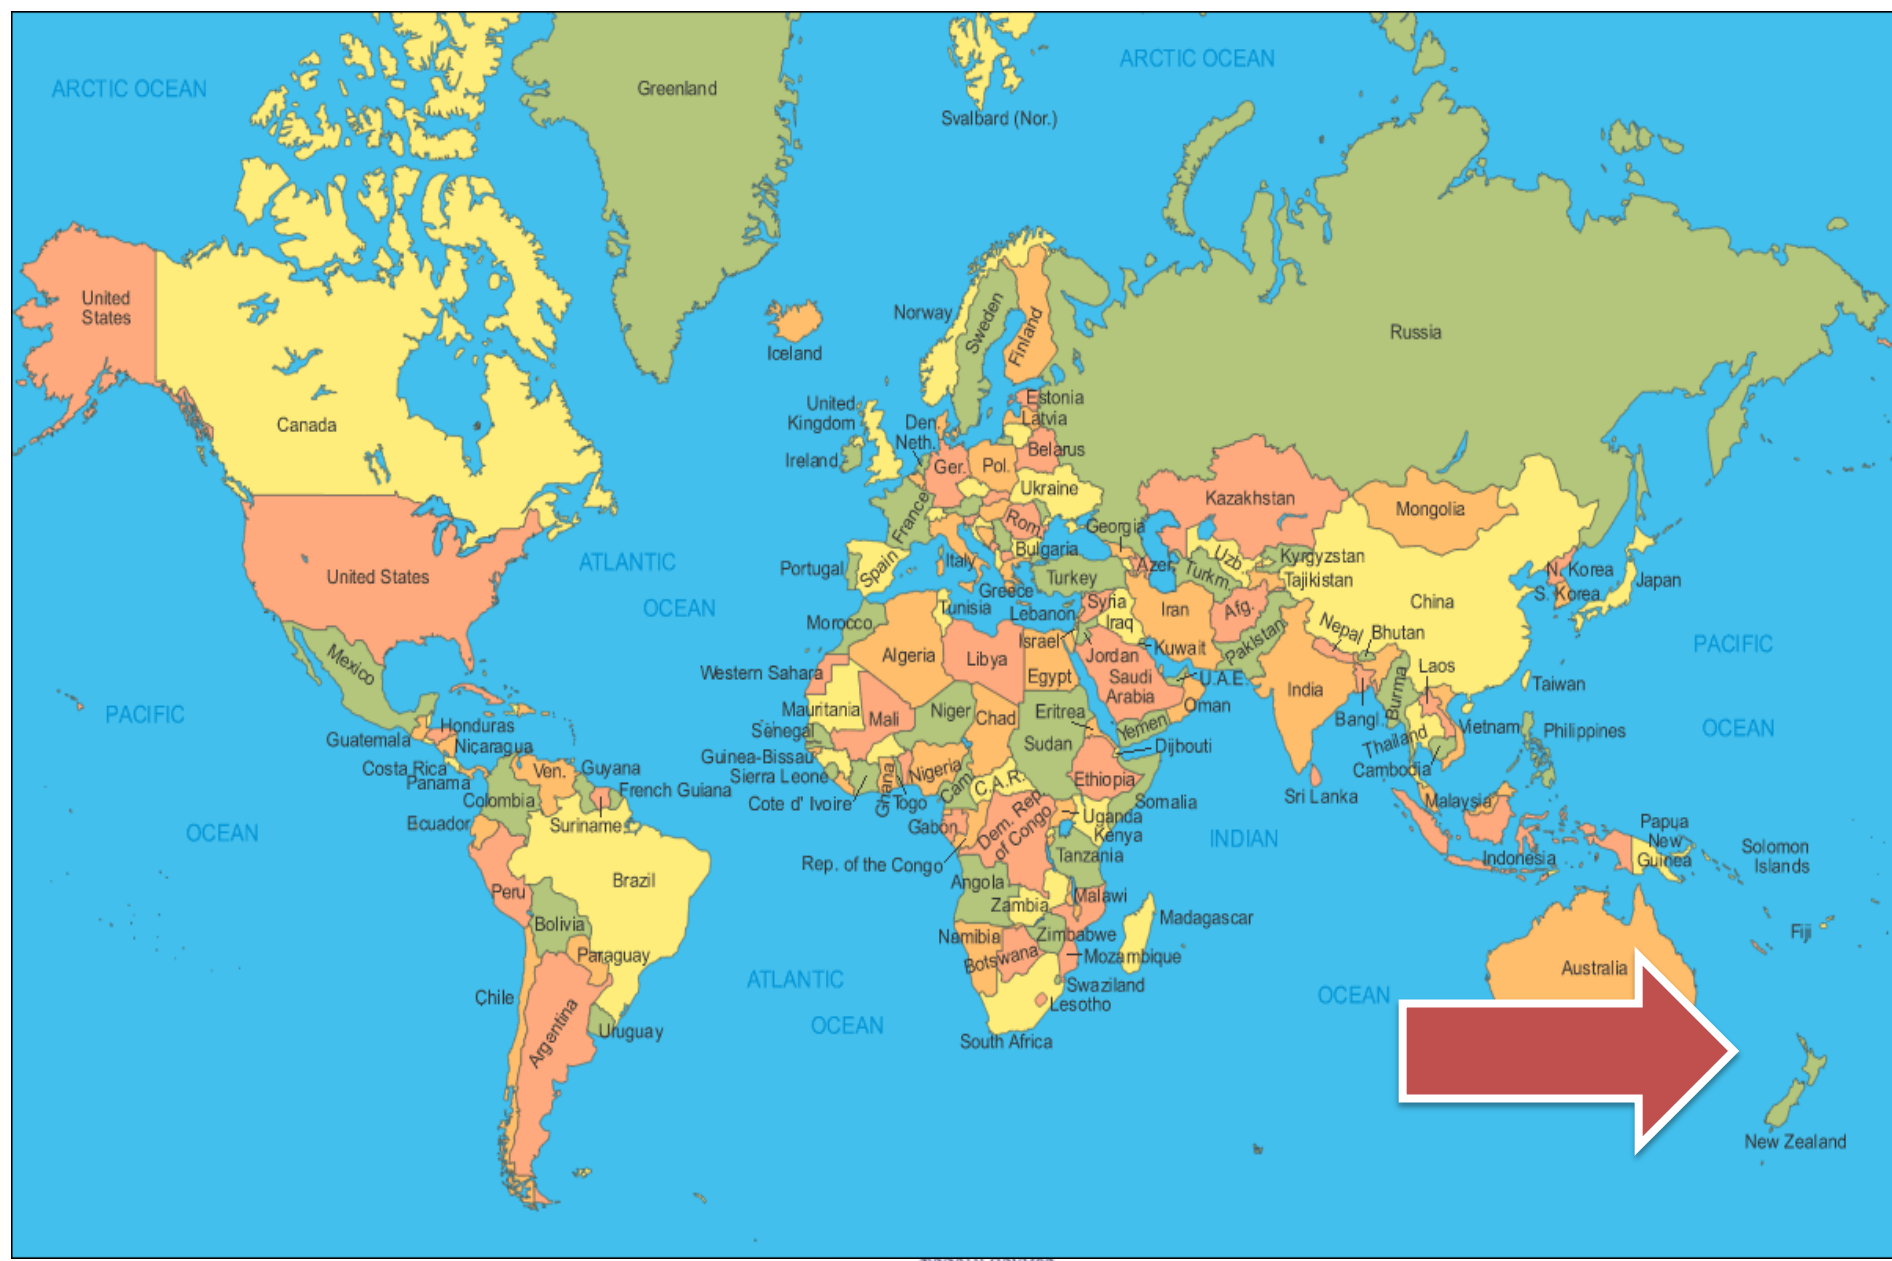 ARCTIC OCEAN
Greenland
ARCTIC OCEAN
Svalbard (Nor.)
United
States
Canada
Iceland
Norway
Sweden
Finland
Russia
United
Kingdom
Ireland
Den.
Neth.
Estonia
Latvia
Belarus
Ger.
Pol.
Ukraine
France
Rom.
Bulgaria
Italy
Spain
Portugal
Greece
Turkey
Georgia
Azer.
Kazakhstan
Uzb.
Turkm.
Kyrgyzstan
Tajikistan
Mongolia
China
N. Korea
S. Korea
Japan
United States
ATLANTIC
OCEAN
Mexico
Morocco
Tunisia
Algeria
Libya
Egypt
Western Sahara
Lebanon
Israel
Syria
Iraq
Iran
Afg.
Pakistan
Jordan
Kuwait
Saudi
Arabia
U.A.E.
Oman
Yemen
Nepal
Bhutan
India
Bangl.
Burma
Laos
Thailand
Vietnam
Cambodia
Taiwan
Philippines
PACIFIC
OCEAN
PACIFIC
OCEAN
Honduras
Guatemala
Nicaragua
Costa Rica
Panama
Ven.
Guyana
French Guiana
Colombia
Suriname
Ecuador
Peru
Brazil
Bolivia
Paraguay
Chile
Argentina
Uruguay
Mauritania
Mali
Niger
Chad
Sudan
Eritrea
Djibouti
Ethiopia
Somalia
Senegal
Guinea-Bissau
Sierra Leone
Cote d' Ivoire
Ghana
Togo
Nigeria
Cam.
C.A.R.
Gabon
Rep. of the Congo
Dem. Rep.
of Congo
Uganda
Kenya
Tanzania
Angola
Zambia
Malawi
Namibia
Botswana
Zimbabwe
Mozambique
Swaziland
Lesotho
South Africa
Madagascar
ATLANTIC
OCEAN
INDIAN
OCEAN
Sri Lanka
Malaysia
Indonesia
Papua
New
Guinea
Solomon
Islands
Fiji
Australia
New Zealand